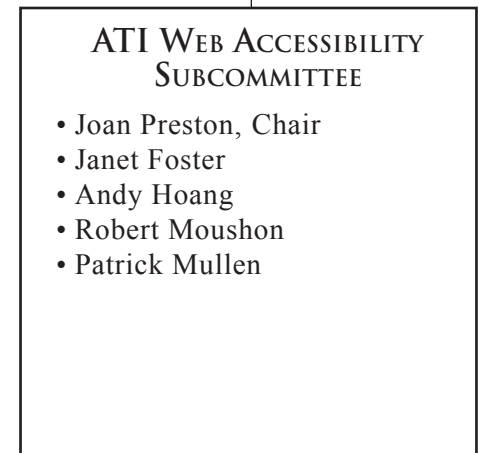 ATI Web Accessibility
Subcommittee
• Joan Preston, Chair
• Janet Foster
• Andy Hoang
• Robert Moushon
• Patrick Mullen